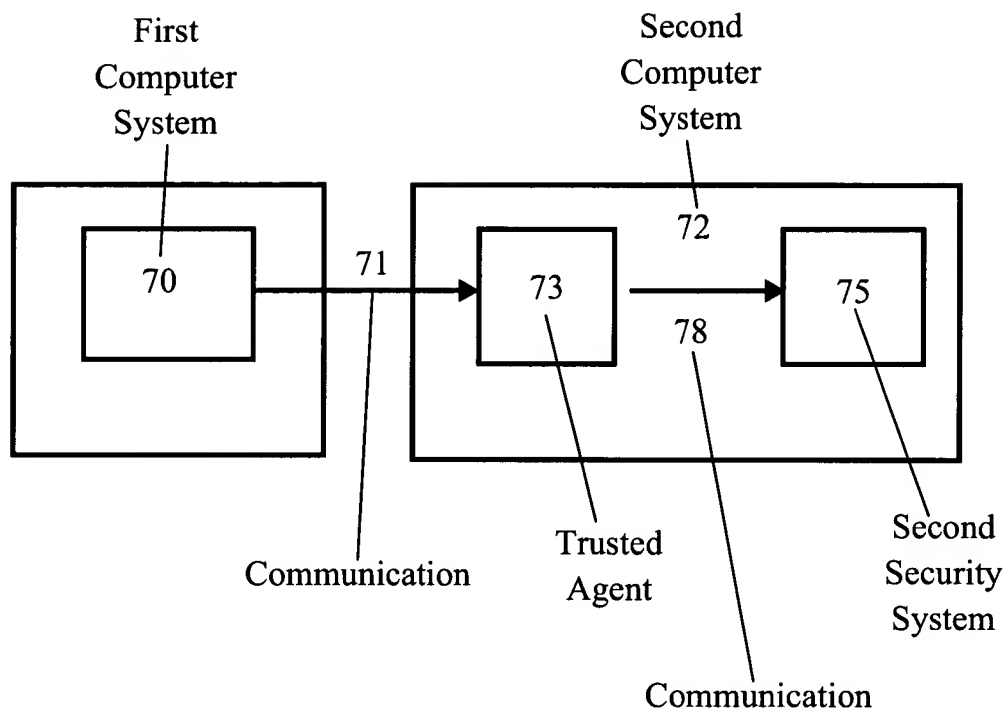 First
Computer
System
Second
Computer
System
70
71
73
72
78
75
Communication
Trusted
Agent
Second
Security
System
Communication